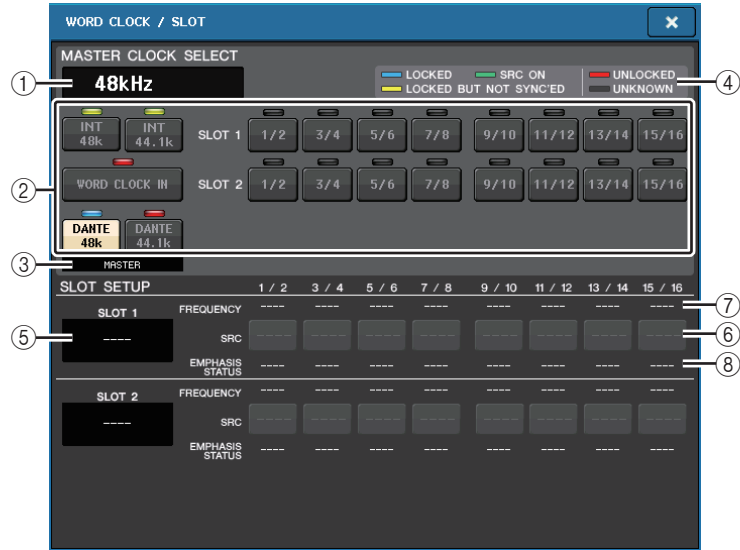 WORD CLOCK / SLOT ×
MASTER CLOCK SELECT
① 48kHz
LOCKED SRC ON UNLOCKED ④
LOCKED BUT NOT SYNC'ED UNKNOWN
INT 48k INT 44.1k SLOT 1 1/2 3/4 5/6 7/8 9/10 11/12 13/14 15/16
② WORD CLOCK IN SLOT 2 1/2 3/4 5/6 7/8 9/10 11/12 13/14 15/16
DANTE 48k DANTE 44.1k
③ MASTER
SLOT SETUP 1 / 2 3 / 4 5 / 6 7 / 8 9 / 10 11 / 12 13 / 14 15 / 16
SLOT 1 FREQUENCY ---- ---- ---- ---- ---- ---- ---- ---- ⑦
⑤ ---- SRC ---- ---- ---- ---- ---- ---- ---- ---- ⑥
EMPHASIS STATUS ---- ---- ---- ---- ---- ---- ---- ---- ⑧
SLOT 2 FREQUENCY ---- ---- ---- ---- ---- ---- ---- ----
---- SRC ---- ---- ---- ---- ---- ---- ---- ----
EMPHASIS STATUS ---- ---- ---- ---- ---- ---- ---- ----